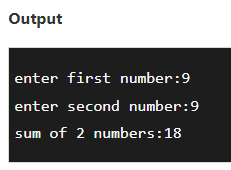 Output
enter first number:9
enter second number:9
sum of 2 numbers:18